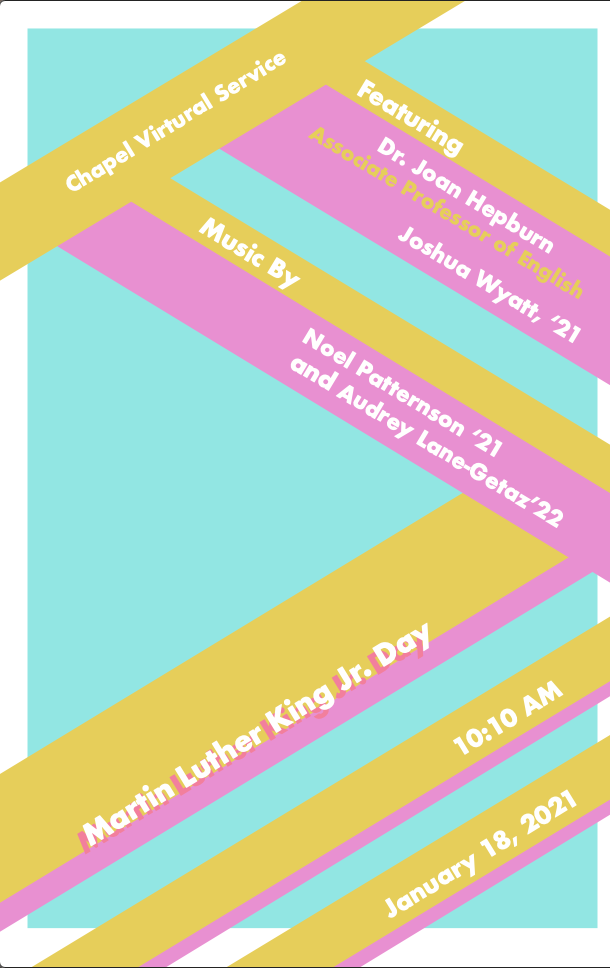 Chapel Virtural Service
Featuring
Dr. Joan Hepburn
Associate Professor of English
Joshua Wyatt, ‘21
Music By
Noel Patternson ‘21
and Audrey Lane-Getaz’22
Martin Luther King Jr. Day
10:10 AM
January 18, 2021